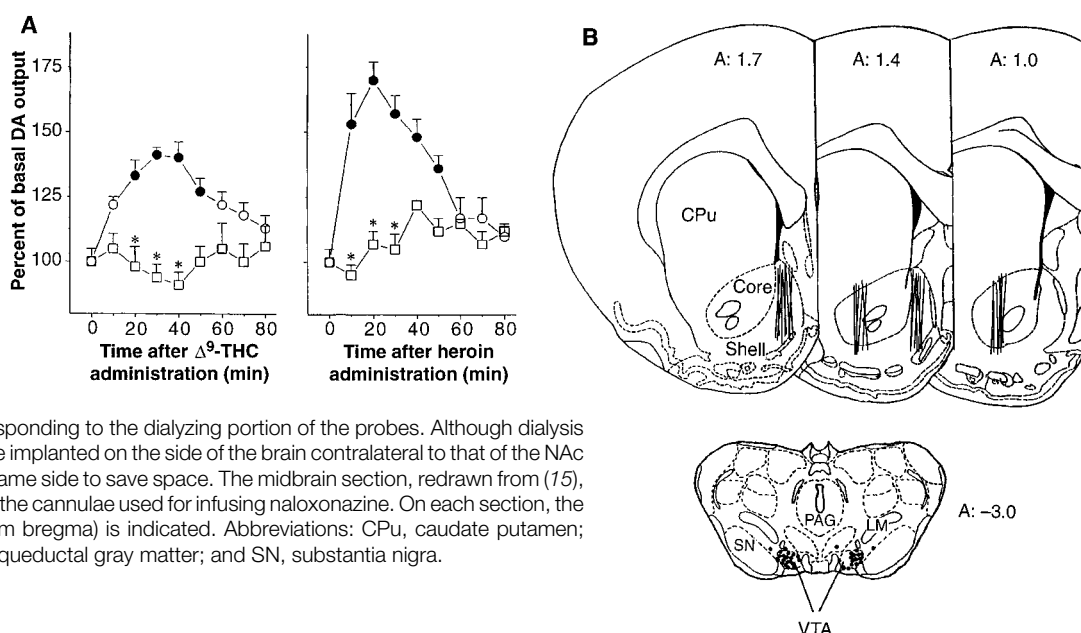 A
Percent of basal DA output
175
150
125
100
* * *
0 20 40 60 80
Time after Δ⁹-THC
administration (min)
* * *
0 20 40 60 80
Time after heroin
administration (min)
sponding to the dialyzing portion of the probes. Although dialysis
e implanted on the side of the brain contralateral to that of the NAc
ame side to save space. The midbrain section, redrawn from (15),
the cannulae used for infusing naloxonazine. On each section, the
m bregma) is indicated. Abbreviations: CPu, caudate putamen;
queductal gray matter; and SN, substantia nigra.
B
A: 1.7
A: 1.4
A: 1.0
CPu
Core
Shell
PAG
LM
SN
A: –3.0
VTA